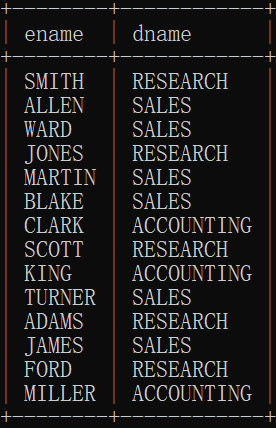 ename dname
SMITH RESEARCH
ALLEN SALES
WARD SALES
JONES RESEARCH
MARTIN SALES
BLAKE SALES
CLARK ACCOUNTING
SCOTT RESEARCH
KING ACCOUNTING
TURNER SALES
ADAMS RESEARCH
JAMES SALES
FORD RESEARCH
MILLER ACCOUNTING